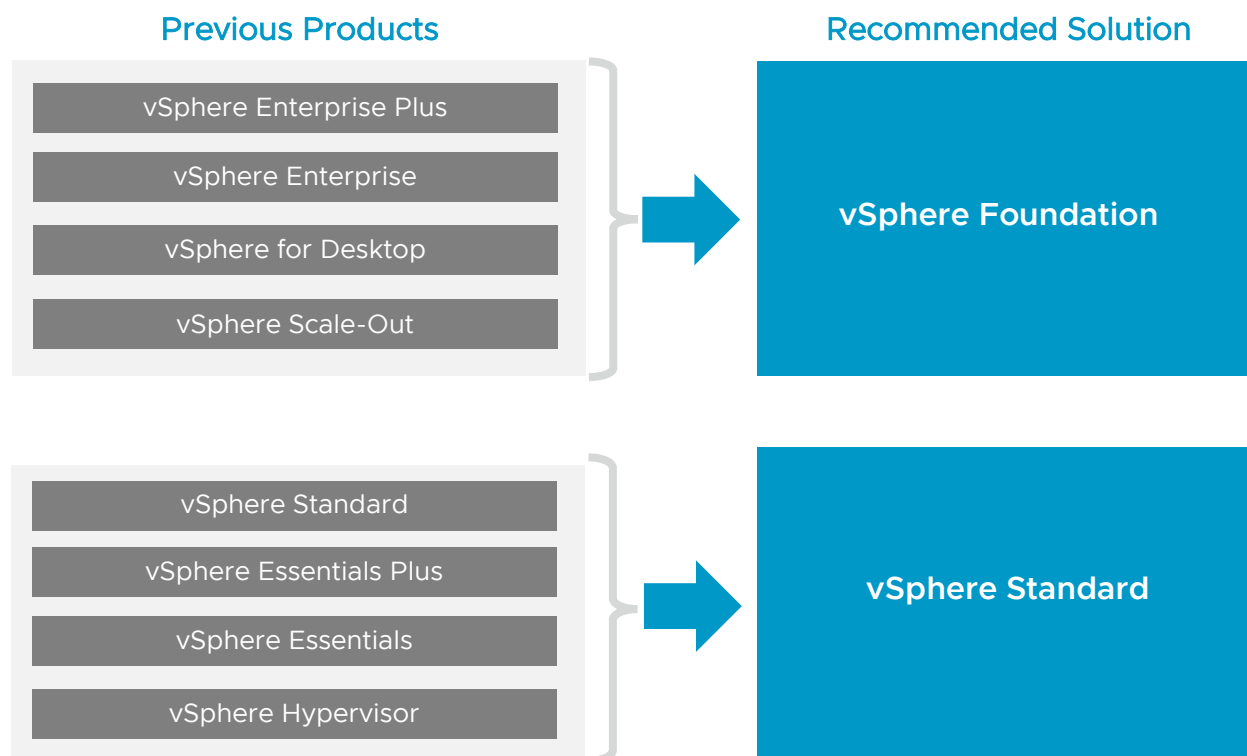 Previous Products
Recommended Solution
vSphere Enterprise Plus
vSphere Enterprise
vSphere for Desktop
vSphere Scale-Out
vSphere Foundation
vSphere Standard
vSphere Essentials Plus
vSphere Essentials
vSphere Hypervisor
vSphere Standard